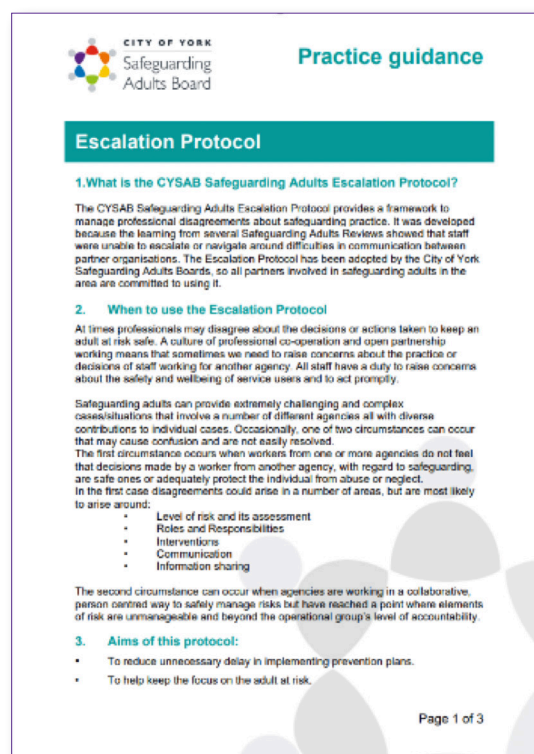 CITY OF YORK
Safeguarding
Adults Board
Practice guidance
Escalation Protocol
1.What is the CYSAB Safeguarding Adults Escalation Protocol?
The CYSAB Safeguarding Adults Escalation Protocol provides a framework to
manage professional disagreements about safeguarding practice. It was developed
because the learning from several Safeguarding Adults Reviews showed that staff
were unable to escalate or navigate around difficulties in communication between
partner organisations. The Escalation Protocol has been adopted by the City of York
Safeguarding Adults Boards, so all partners involved in safeguarding adults in the
area are committed to using it.
2. When to use the Escalation Protocol
At times professionals may disagree about the decisions or actions taken to keep an
adult at risk safe. A culture of professional co-operation and open partnership
working means that sometimes we need to raise concerns about the practice or
decisions of staff working for another agency. All staff have a duty to raise concerns
about the safety and wellbeing of service users and to act promptly.
Safeguarding adults can provide extremely challenging and complex
cases/situations that involve a number of different agencies all with diverse
contributions to individual cases. Occasionally, one of two circumstances can occur
that may cause confusion and are not easily resolved.
The first circumstance occurs when workers from one or more agencies do not feel
that decisions made by a worker from another agency, with regard to safeguarding,
are safe ones or adequately protect the individual from abuse or neglect.
In the first case disagreements could arise in a number of areas, but are most likely
to arise around:
• Level of risk and its assessment
• Roles and Responsibilities
• Interventions
• Communication
• Information sharing
The second circumstance can occur when agencies are working in a collaborative,
person centred way to safely manage risks but have reached a point where elements
of risk are unmanageable and beyond the operational group's level of accountability.
3. Aims of this protocol:
• To reduce unnecessary delay in implementing prevention plans.
• To help keep the focus on the adult at risk.
Page 1 of 3